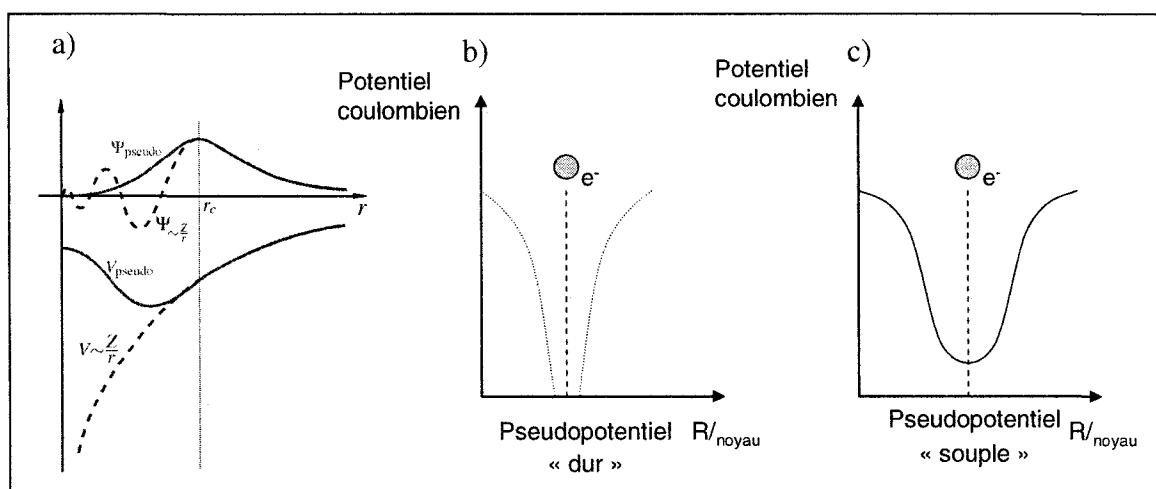 a)
Ψpseudo
Ψ~Z/r
rc
r
Vpseudo
V~Z/r
b)
Potentiel
coulombien
e-
Pseudopotentiel R/noyau
« dur »
c)
Potentiel
coulombien
e-
Pseudopotentiel R/noyau
« souple »